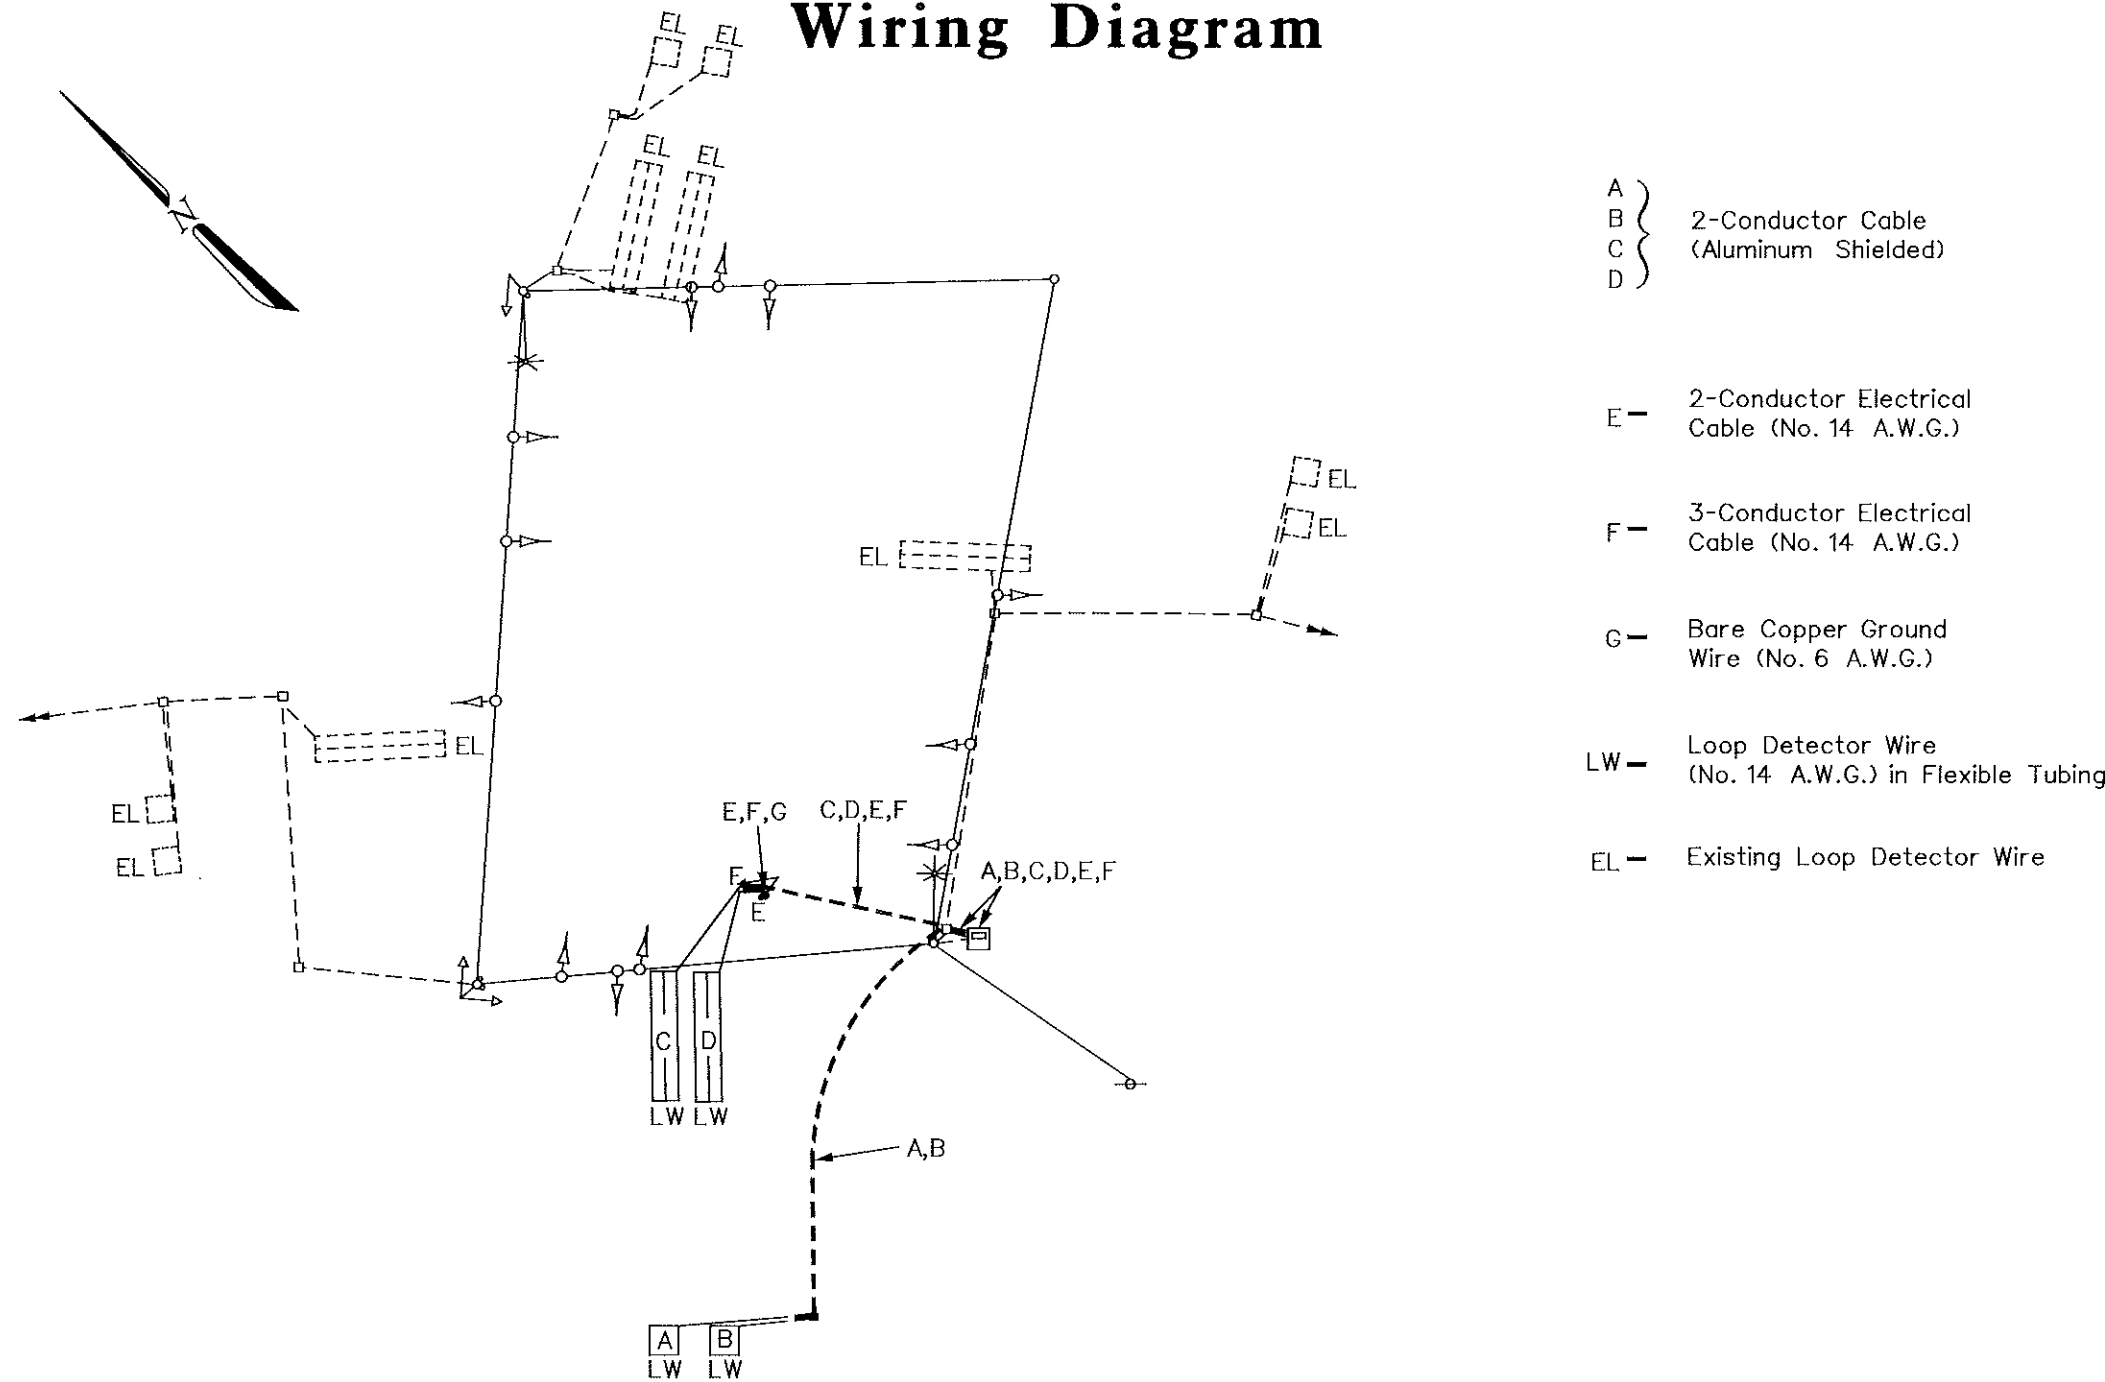 Wiring Diagram
EL
EL
EL
EL
N
A
B
C
D
2-Conductor Cable
(Aluminum Shielded)
E
2-Conductor Electrical
Cable (No. 14 A.W.G.)
F
3-Conductor Electrical
Cable (No. 14 A.W.G.)
G
Bare Copper Ground
Wire (No. 6 A.W.G.)
LW
Loop Detector Wire
(No. 14 A.W.G.) in Flexible Tubing
EL
Existing Loop Detector Wire
EL
EL
EL
EL
EL
EL
E,F,G
C,D,E,F
A,B,C,D,E,F
F
E
C
D
LW
LW
A,B
A
B
LW
LW